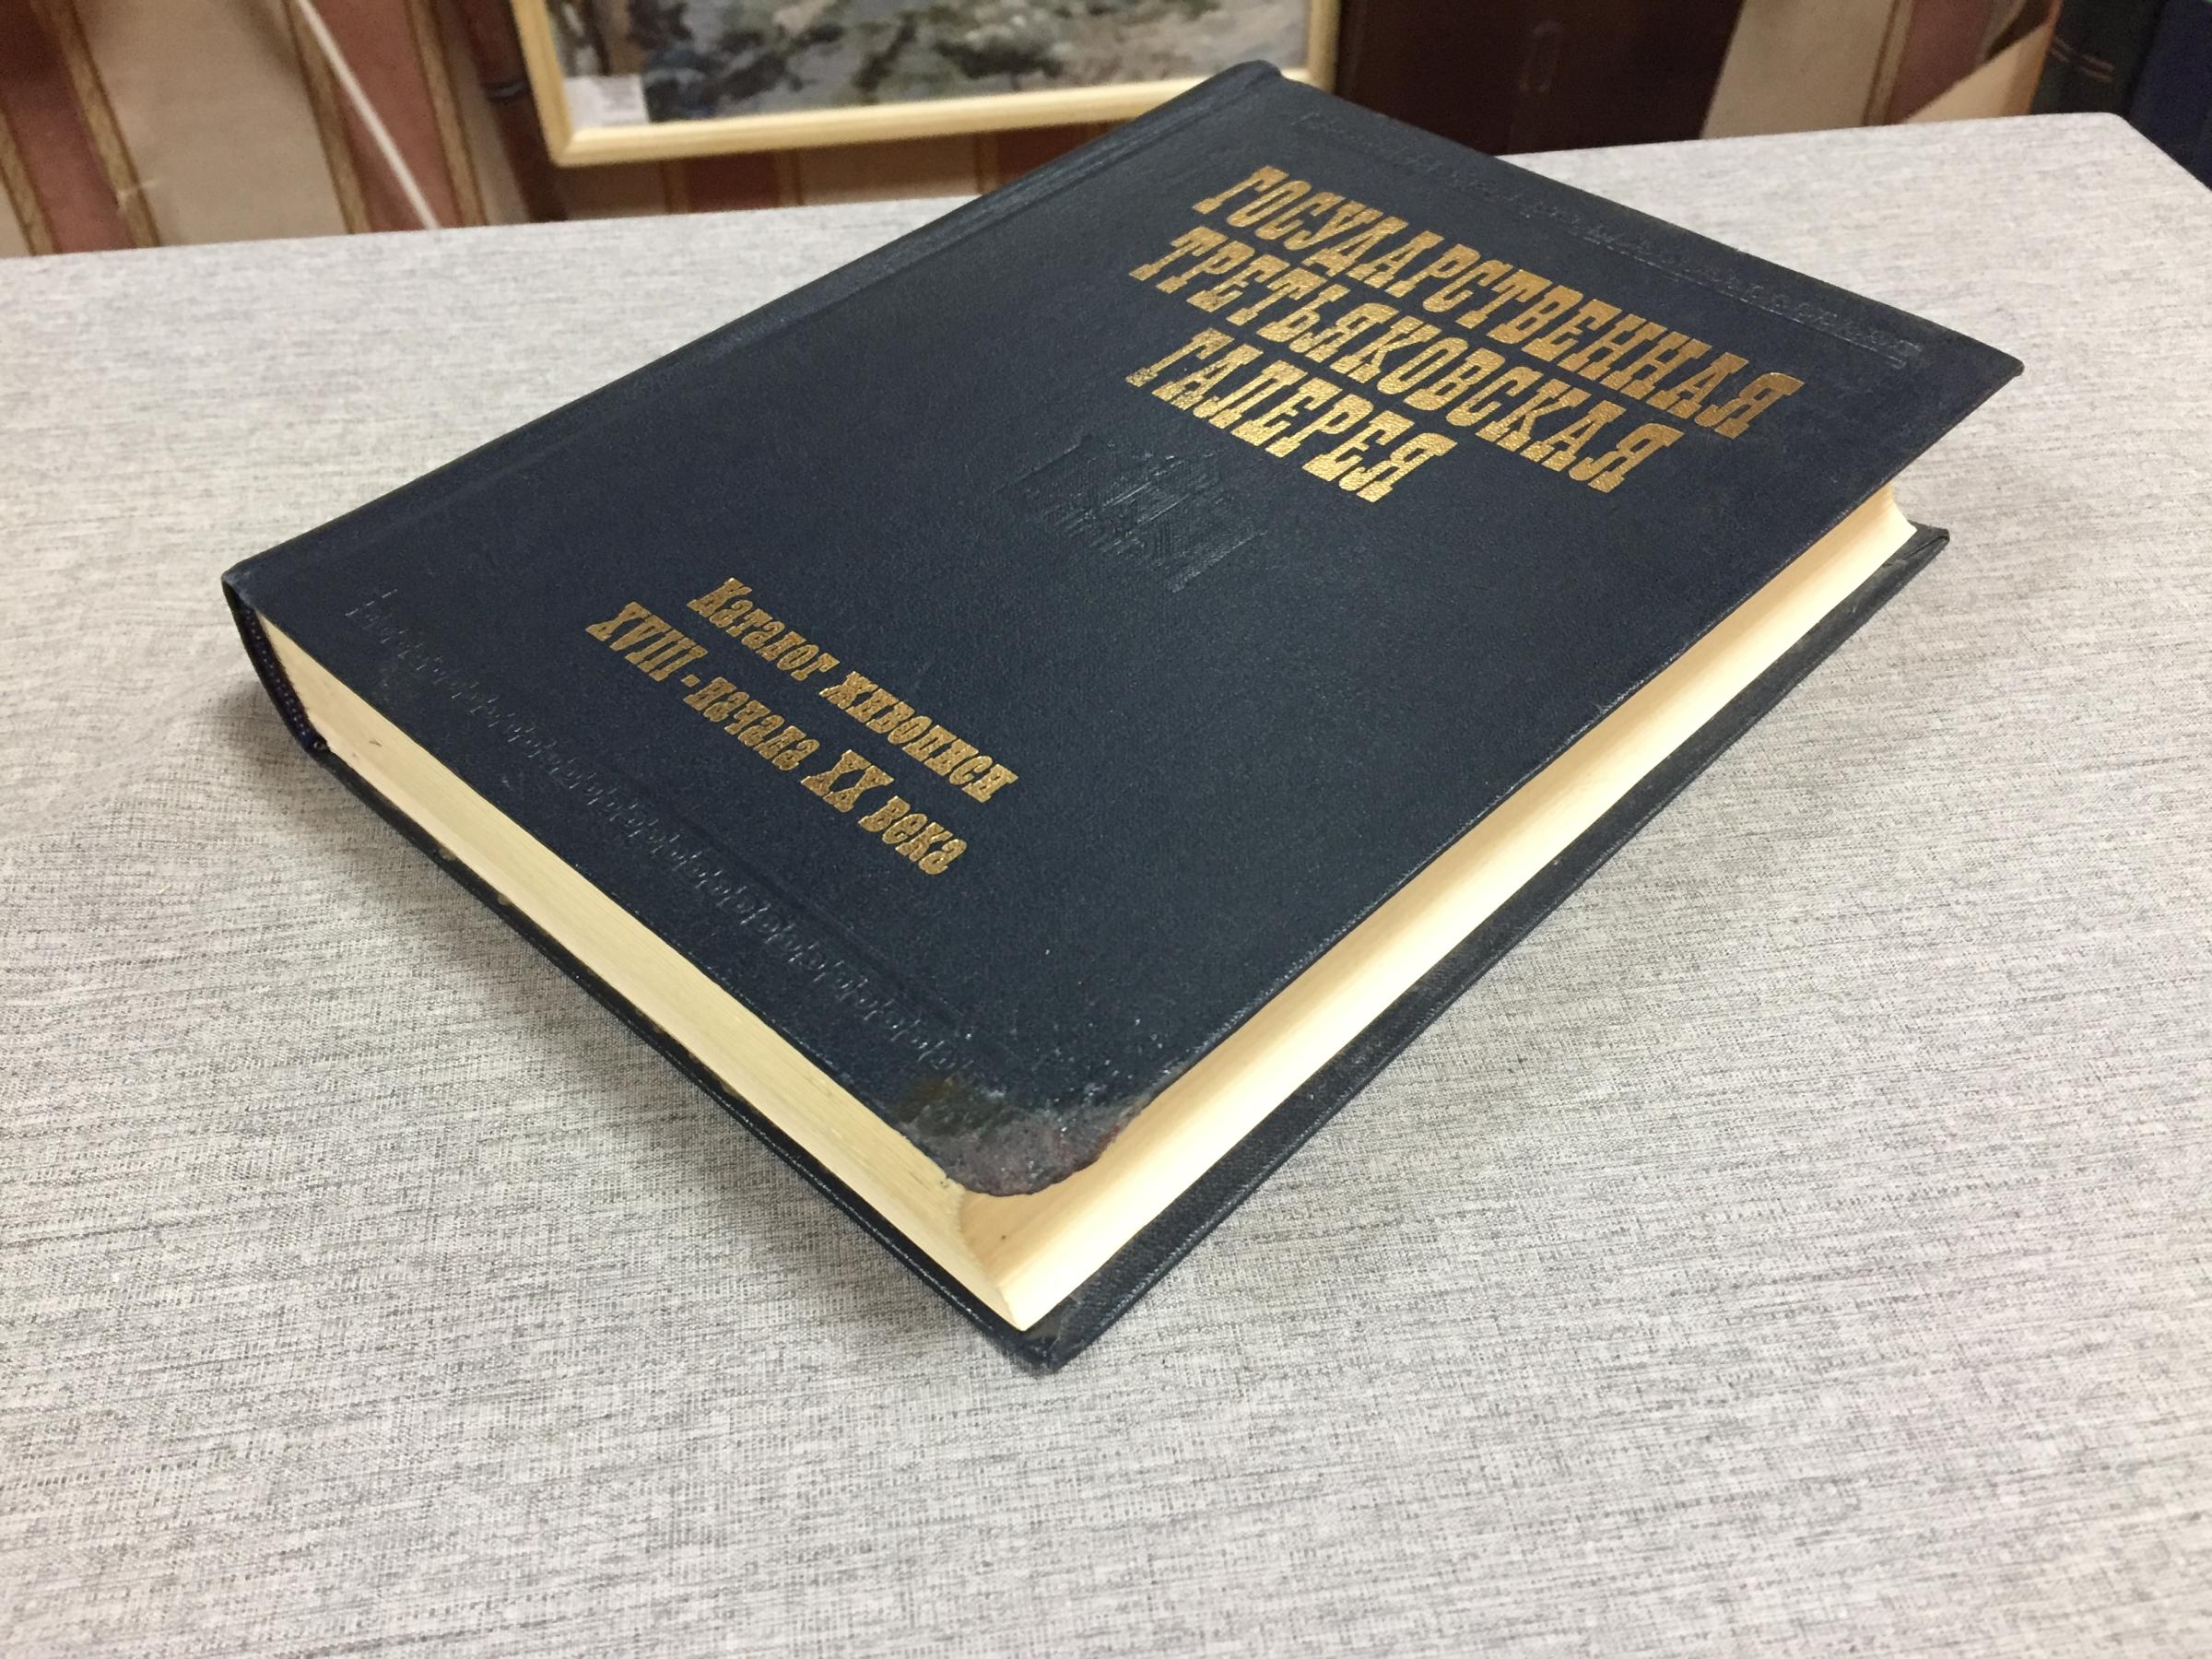 ГОСУДАРСТВЕННАЯ
ТРЕТЬЯКОВСКАЯ
ГАЛЕРЕЯ
Каталог живописи
XVIII-начала XX века